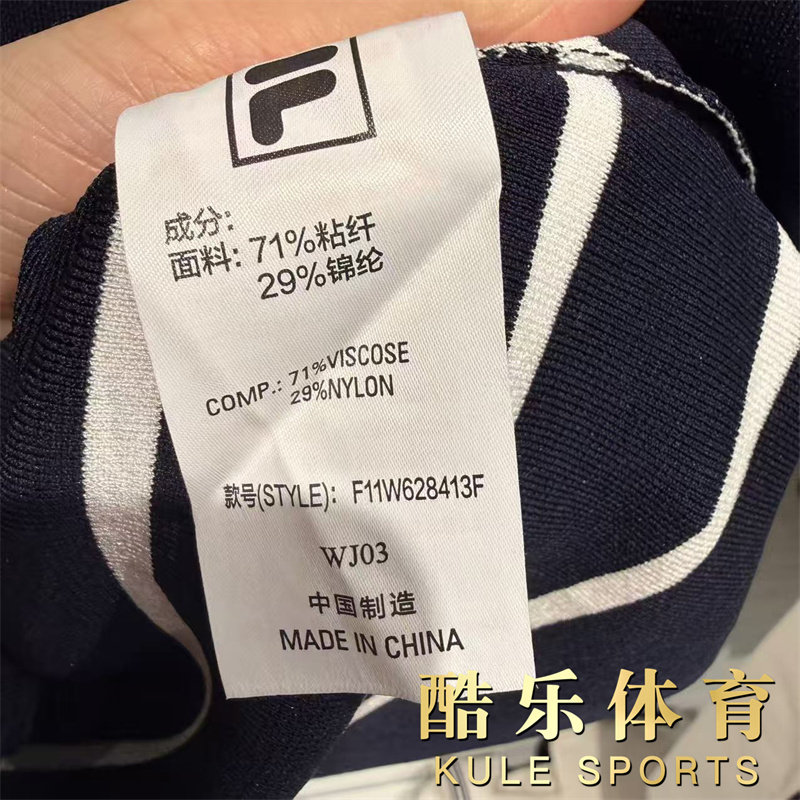 成分:
面料: 71%粘纤
29%锦纶
COMP.: 71%VISCOSE
29%NYLON
款号(STYLE): F11W628413F
WJ03
中国制造
MADE IN CHINA
酷乐体育
KULE SPORTS